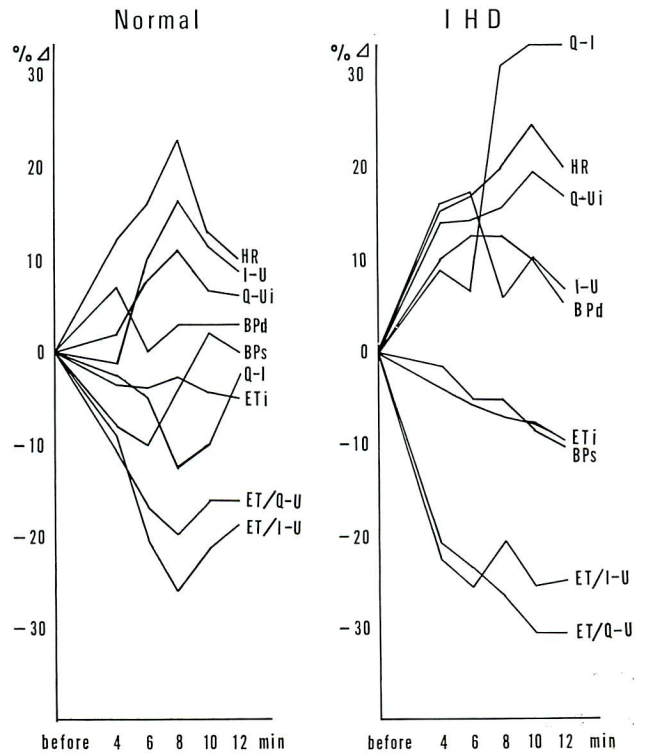 Normal
%⊿
30
20
10
0
−10
−20
−30
HR
I-U
Q-Ui
BPd
BPs
Q-I
ETi
ET/Q-U
ET/I-U
before 4 6 8 10 12 min
IHD
%⊿
30
20
10
0
−10
−20
−30
Q-I
HR
Q-Ui
I-U
BPd
ETi
BPs
ET/I-U
ET/Q-U
before 4 6 8 10 12 min